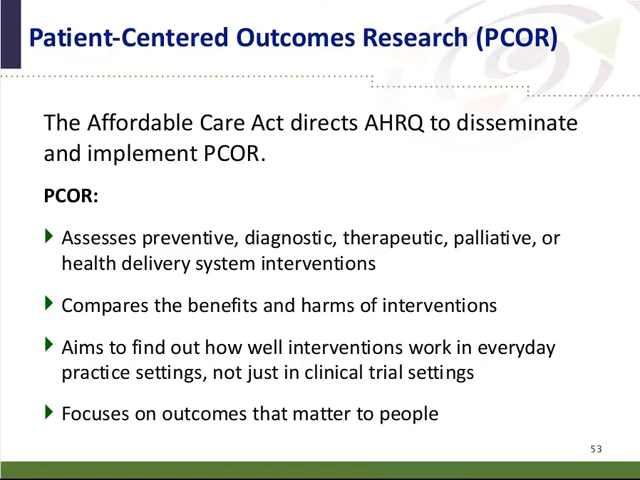 Patient-Centered Outcomes Research (PCOR)
The Affordable Care Act directs AHRQ to disseminate
and implement PCOR.
PCOR:
Assesses preventive, diagnostic, therapeutic, palliative, or
health delivery system interventions
Compares the benefits and harms of interventions
Aims to find out how well interventions work in everyday
practice settings, not just in clinical trial settings
Focuses on outcomes that matter to people
53